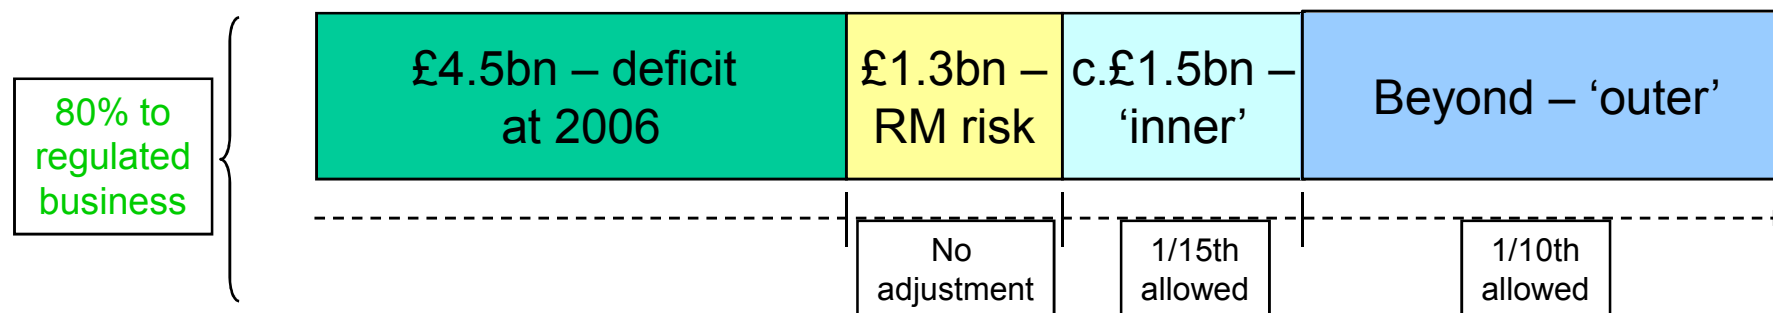 80% to
regulated
business
£4.5bn – deficit
at 2006
£1.3bn –
RM risk
c.£1.5bn –
‘inner’
Beyond – ‘outer’
No
adjustment
1/15th
allowed
1/10th
allowed